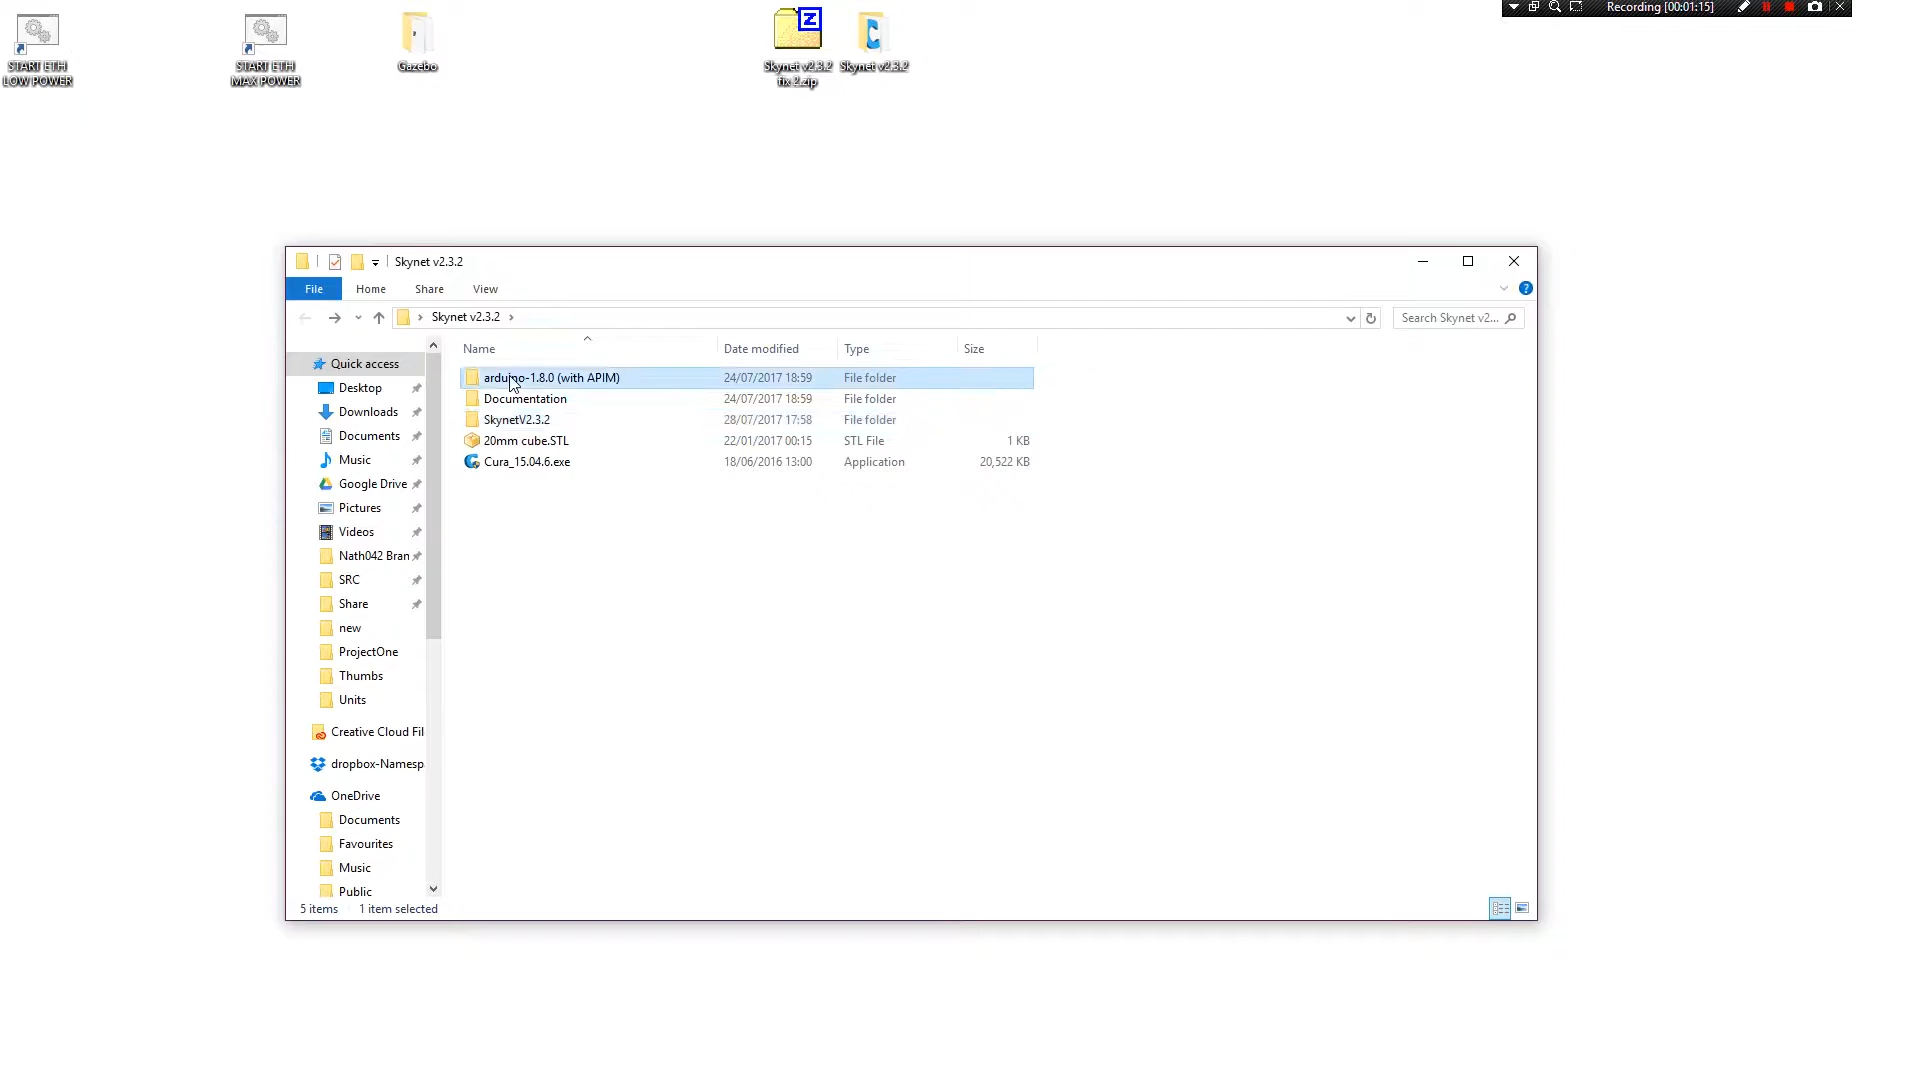 Recording [00:01:15]
START ETH
LOW POWER
START ETH
MAX POWER
Gazebo
Skynet v2.3.2
fix 2.zip
Skynet v2.3.2
Skynet v2.3.2
File Home Share View
Skynet v2.3.2
Search Skynet v2...
Name Date modified Type Size
Quick access
Desktop
Downloads
Documents
Music
Google Drive
Pictures
Videos
Nath042 Bran
SRC
Share
new
ProjectOne
Thumbs
Units
Creative Cloud Fil
dropbox-Namesp
OneDrive
Documents
Favourites
Music
Public
arduino-1.8.0 (with APIM) 24/07/2017 18:59 File folder
Documentation 24/07/2017 18:59 File folder
SkynetV2.3.2 28/07/2017 17:58 File folder
20mm cube.STL 22/01/2017 00:15 STL File 1 KB
Cura_15.04.6.exe 18/06/2016 13:00 Application 20,522 KB
5 items 1 item selected